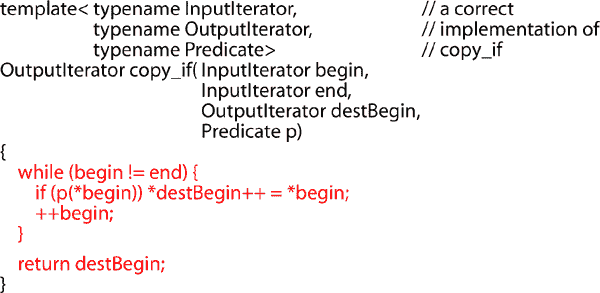 template< typename InputIterator, // a correct
typename OutputIterator, // implementation of
typename Predicate> // copy_if
OutputIterator copy_if( InputIterator begin,
InputIterator end,
OutputIterator destBegin,
Predicate p)
{
while (begin != end) {
if (p(*begin)) *destBegin++ = *begin;
++begin;
}
return destBegin;
}